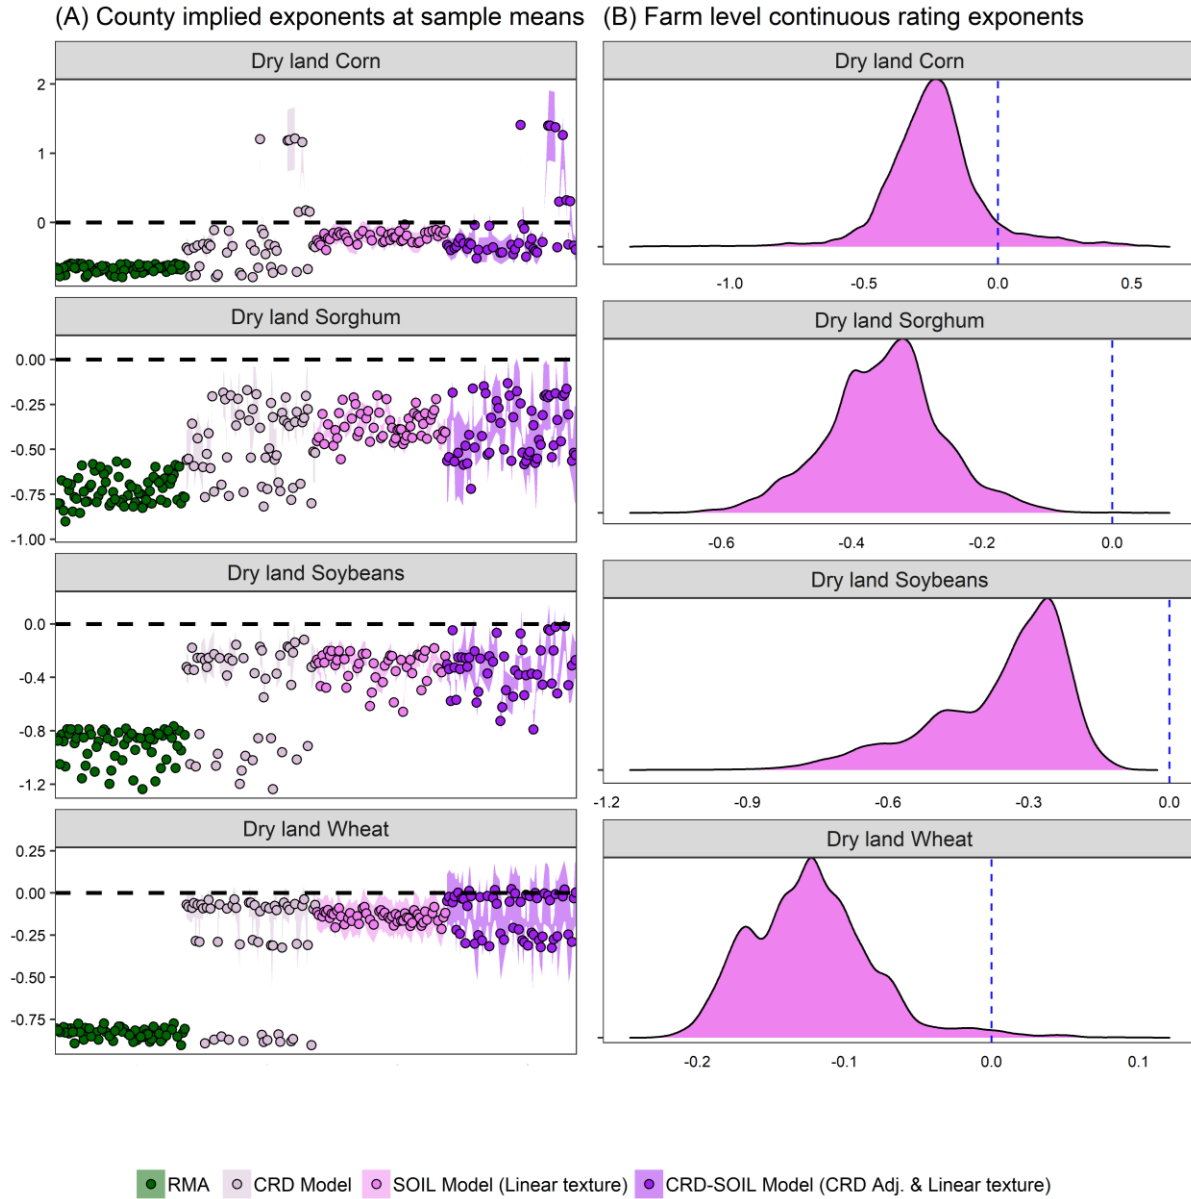 (A) County implied exponents at sample means
(B) Farm level continuous rating exponents
Dry land Corn
2
1
0
Dry land Sorghum
0.00
-0.25
-0.50
-0.75
-1.00
Dry land Soybeans
0.0
-0.4
-0.8
-1.2
Dry land Wheat
0.25
0.00
-0.25
-0.50
-0.75
Dry land Corn
-1.0 -0.5 0.0 0.5
Dry land Sorghum
-0.6 -0.4 -0.2 0.0
Dry land Soybeans
-1.2 -0.9 -0.6 -0.3 0.0
Dry land Wheat
-0.2 -0.1 0.0 0.1
RMA CRD Model SOIL Model (Linear texture) CRD-SOIL Model (CRD Adj. & Linear texture)